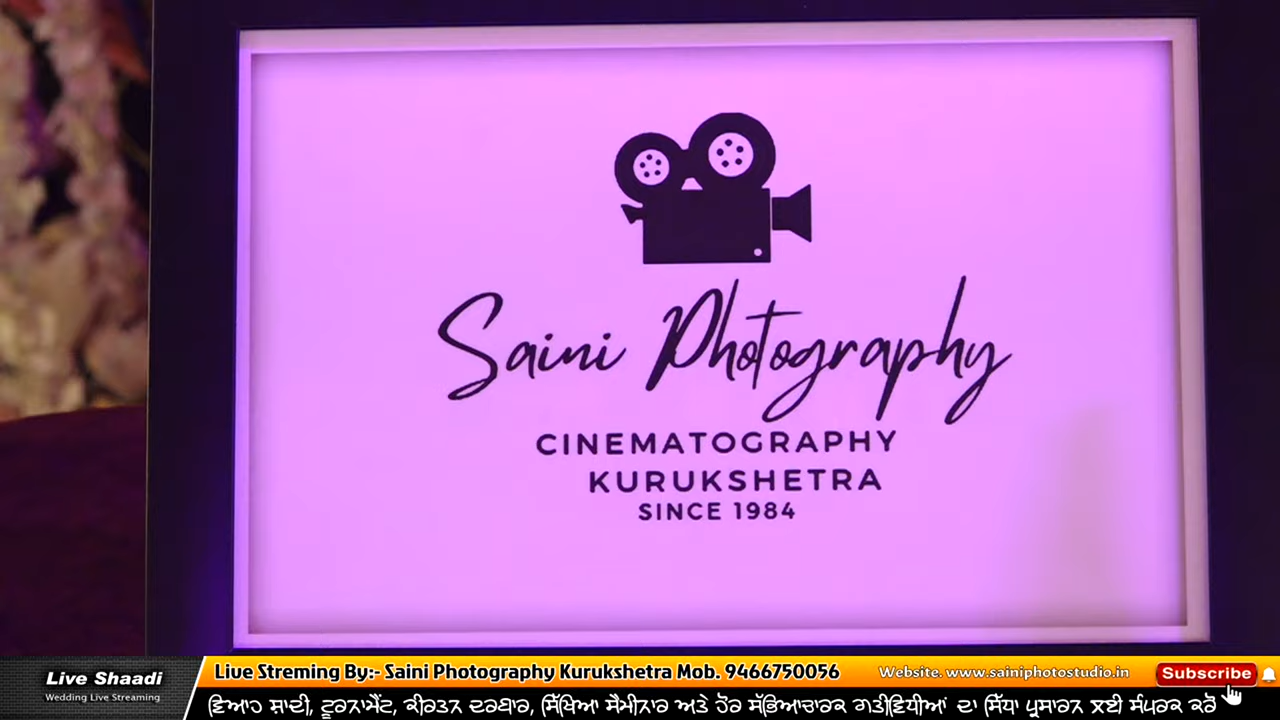 Saini Photography
CINEMATOGRAPHY
KURUKSHETRA
SINCE 1984
Live Shaadi
Wedding Live Streaming
Live Streming By:- Saini Photography Kurukshetra Mob. 9466750056
Website. www.sainiphotostudio.in
Subscribe
ਵਿਆਹ ਸ਼ਾਦੀ, ਟੂਰਨਾਮੈਂਟ, ਕੀਰਤਨ ਦਰਬਾਰ, ਸਿੱਖਿਆ ਸੈਮੀਨਾਰ ਅਤੇ ਹੋਰ ਸੱਭਿਆਚਾਰਕ ਗਤੀਵਿਧੀਆਂ ਦਾ ਸਿੱਧਾ ਪ੍ਰਸਾਰਨ ਲਈ ਸੰਪਰਕ ਕਰੋ